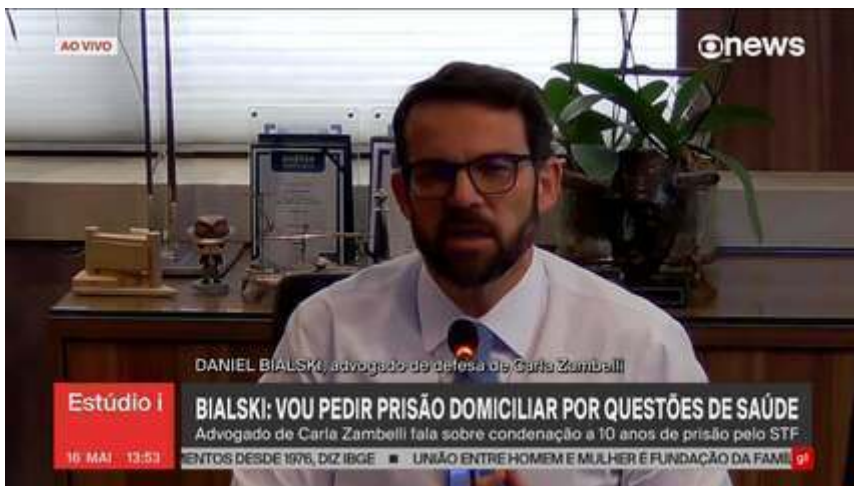 AO VIVO
news
DANIEL BIALSKI, advogado de defesa de Carla Zambelli
Estúdio i
BIALSKI: VOU PEDIR PRISÃO DOMICILIAR POR QUESTÕES DE SAÚDE
Advogado de Carla Zambelli fala sobre condenação a 10 anos de prisão pelo STF
16 MAI 13:53
ENTOS DESDE 1976, DIZ IBGE ■ UNIÃO ENTRE HOMEM E MULHER É FUNDAÇÃO DA FAMIL
g1